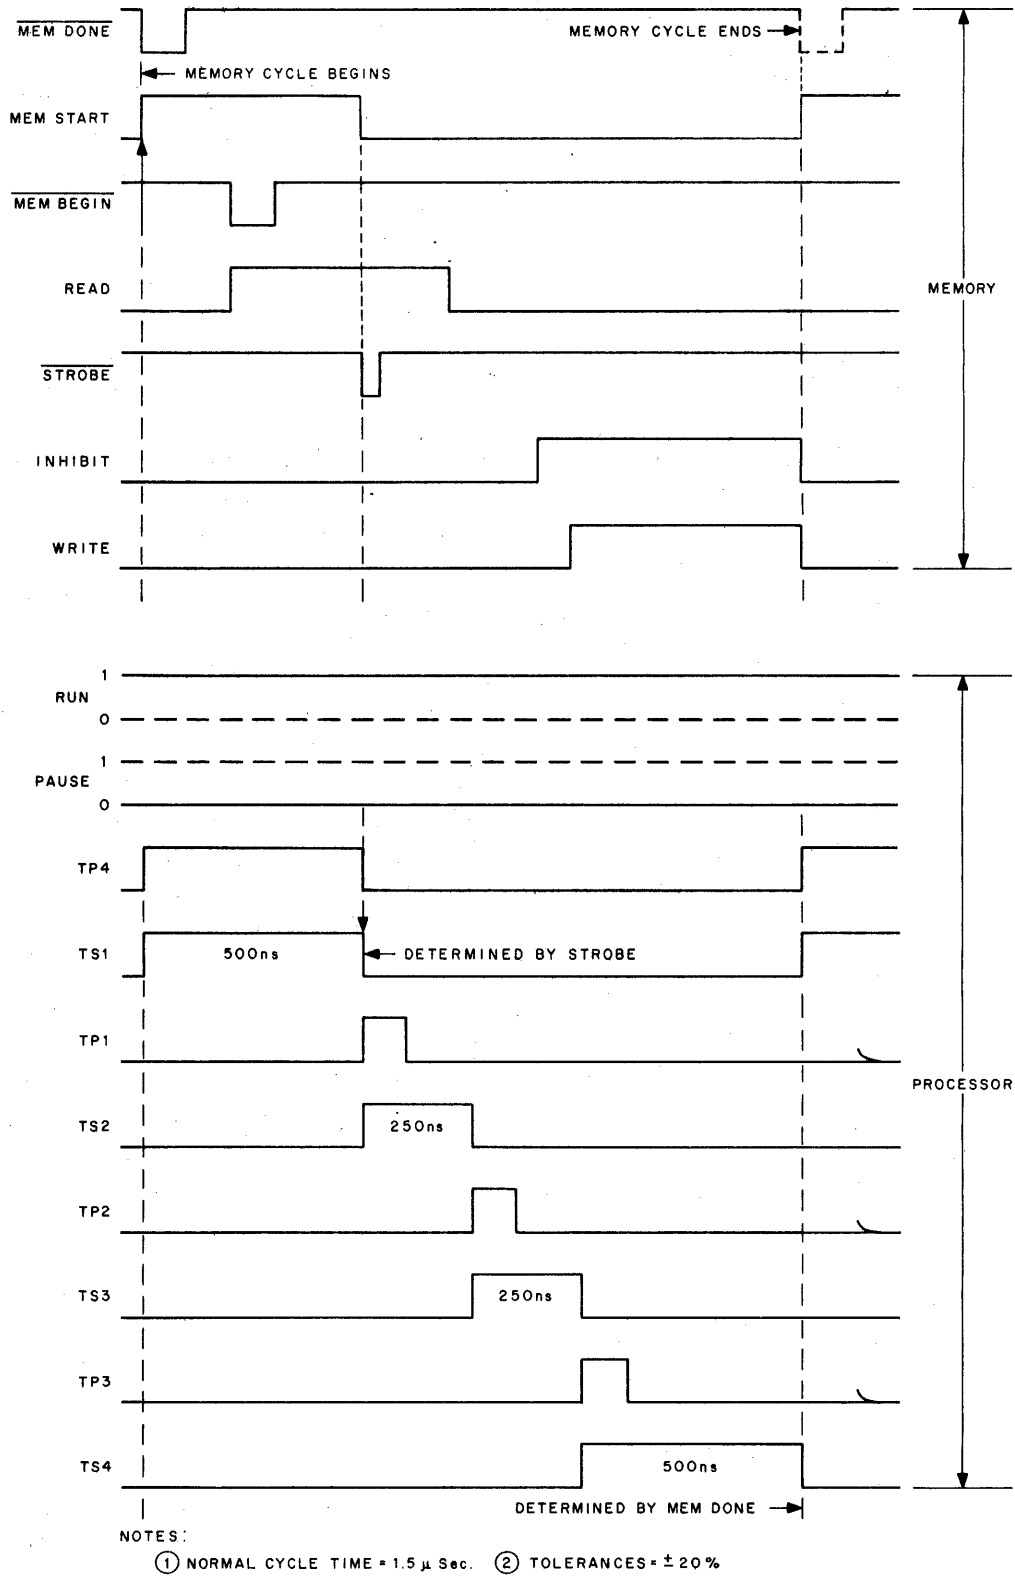 MEM DONE
MEMORY CYCLE ENDS
MEMORY CYCLE BEGINS
MEM START
MEM BEGIN
READ
MEMORY
STROBE
INHIBIT
WRITE
1
RUN
0
1
PAUSE
0
TP4
TS1
500ns
DETERMINED BY STROBE
TP1
PROCESSOR
TS2
250ns
TP2
TS3
250ns
TP3
TS4
500ns
DETERMINED BY MEM DONE
NOTES:
① NORMAL CYCLE TIME = 1.5 μ Sec. ② TOLERANCES = ± 20%